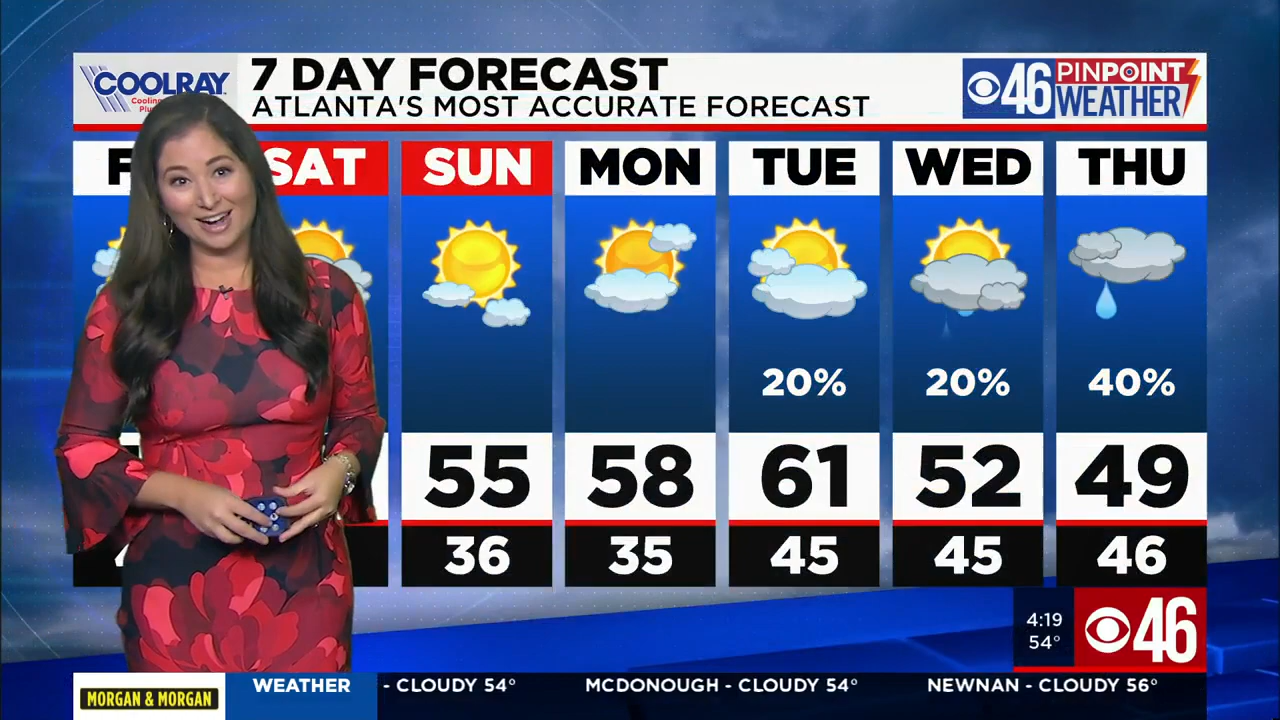 COOLRAY
7 DAY FORECAST
ATLANTA'S MOST ACCURATE FORECAST
CBS 46 PINPOINT WEATHER
SAT SUN MON TUE WED THU
20% 20% 40%
55 58 61 52 49
36 35 45 45 46
4:19
54°
46
MORGAN & MORGAN
WEATHER
- CLOUDY 54° MCDONOUGH - CLOUDY 54° NEWNAN - CLOUDY 56°